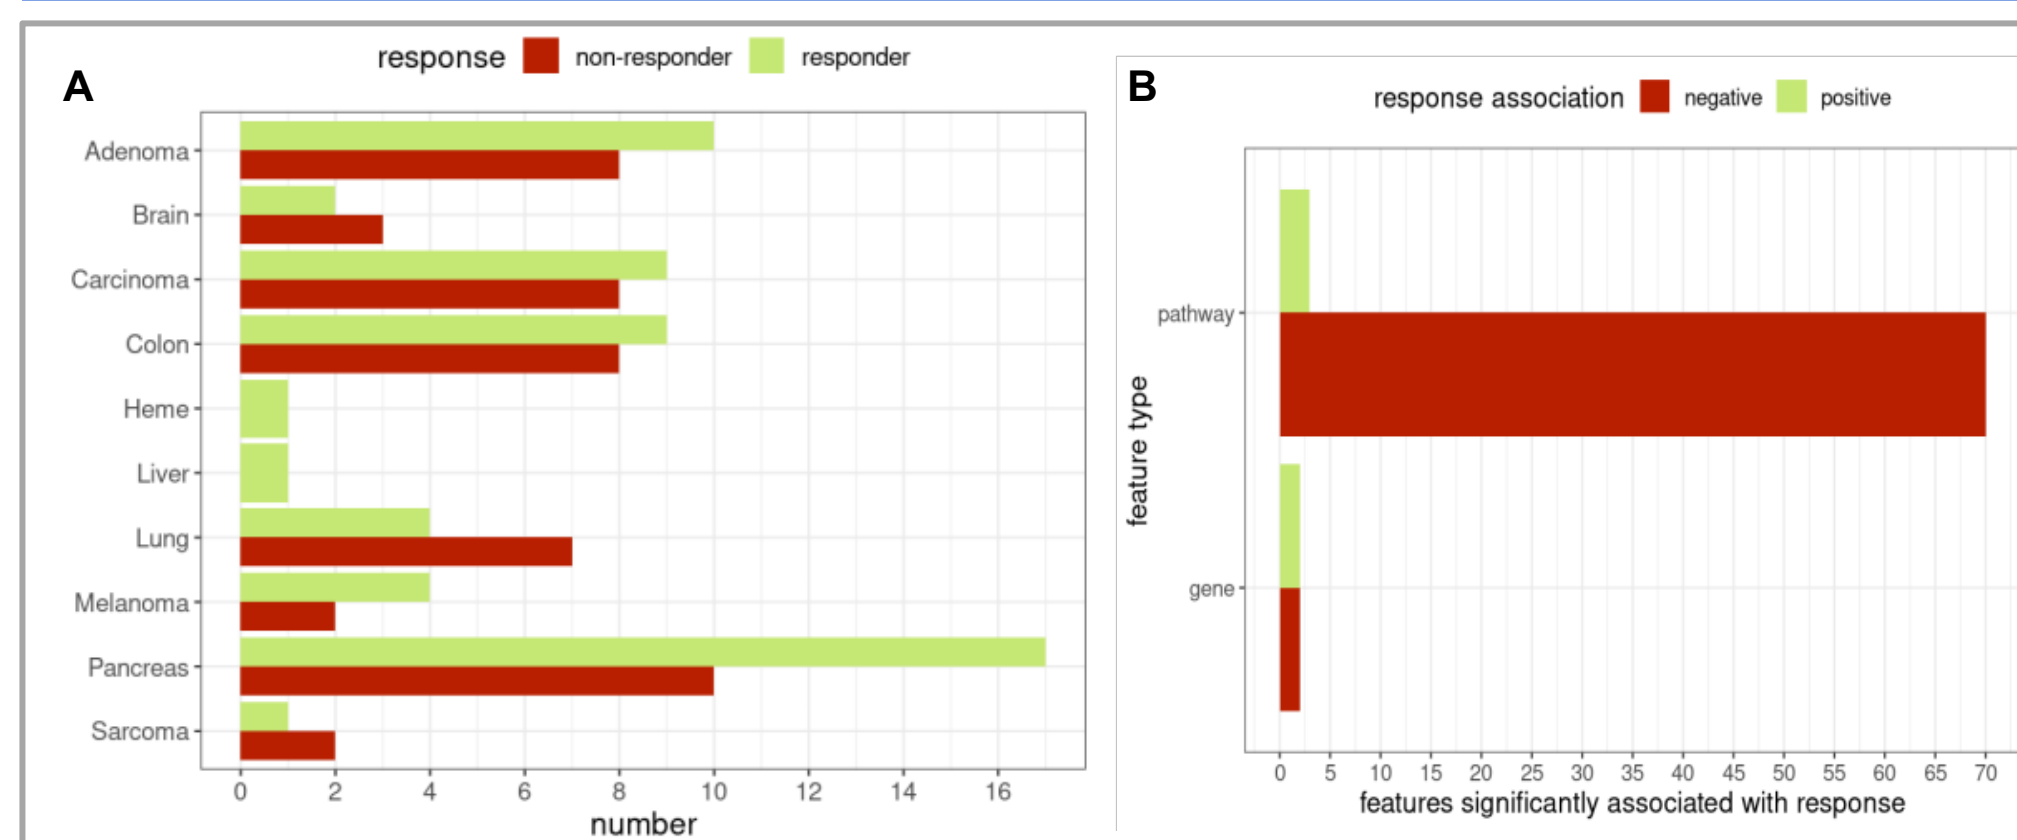 A
response non-responder responder
Adenoma
Brain
Carcinoma
Colon
Heme
Liver
Lung
Melanoma
Pancreas
Sarcoma
0 2 4 6 8 10 12 14 16
number
B
response association negative positive
feature type
pathway
gene
0 5 10 15 20 25 30 35 40 45 50 55 60 65 70
features significantly associated with response